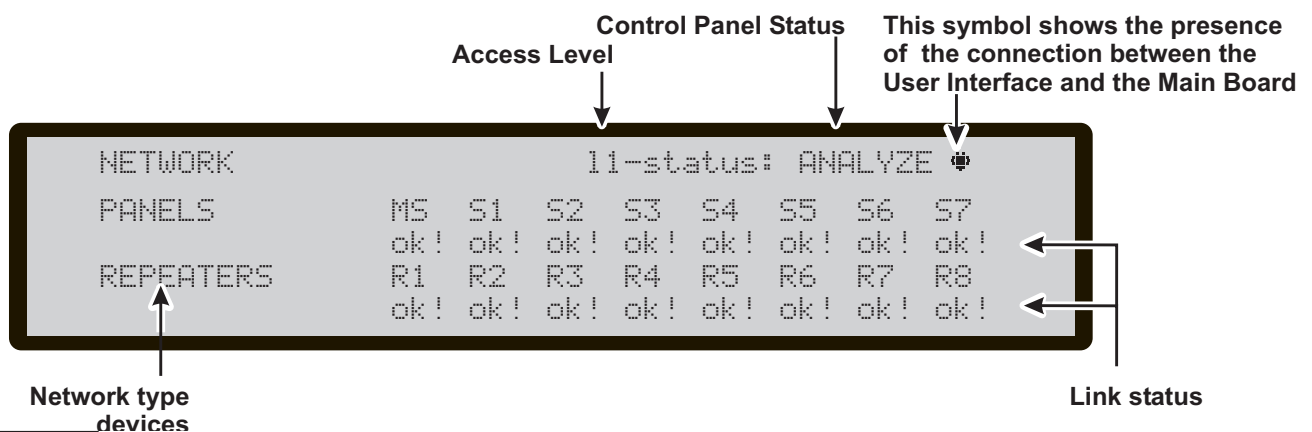 Control Panel Status
Access Level
This symbol shows the presence
of the connection between the
User Interface and the Main Board
NETWORK l1-status: ANALYZE
PANELS MS S1 S2 S3 S4 S5 S6 S7
ok! ok! ok! ok! ok! ok! ok! ok!
REPEATERS R1 R2 R3 R4 R5 R6 R7 R8
ok! ok! ok! ok! ok! ok! ok! ok!
Network type
devices
Link status